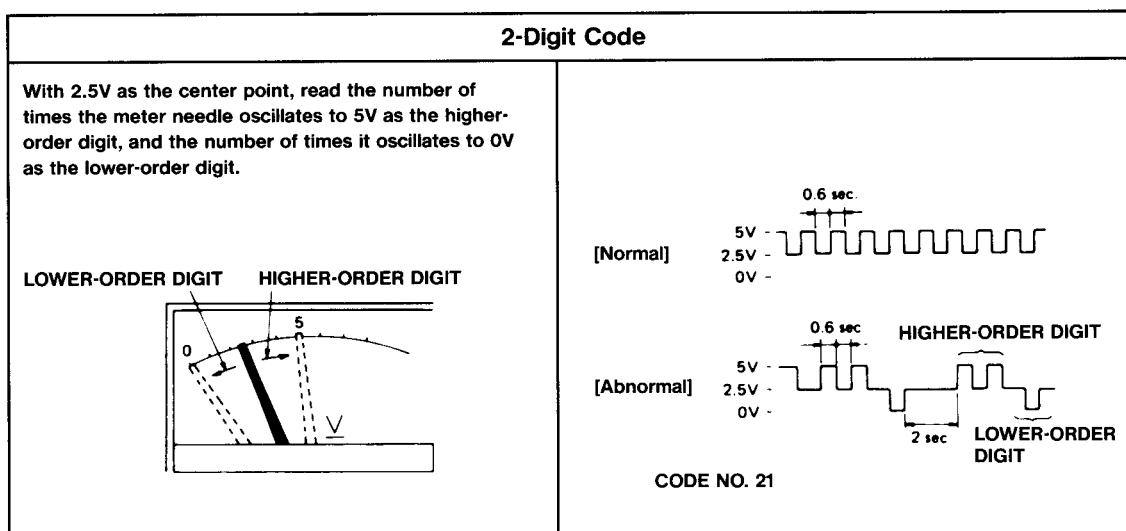 2-Digit Code
With 2.5V as the center point, read the number of
times the meter needle oscillates to 5V as the higher-
order digit, and the number of times it oscillates to 0V
as the lower-order digit.
LOWER-ORDER DIGIT HIGHER-ORDER DIGIT
0
5
V
0.6 sec.
[Normal]
5V -
2.5V -
0V -
0.6 sec
HIGHER-ORDER DIGIT
[Abnormal]
5V -
2.5V -
0V -
2 sec
LOWER-ORDER
DIGIT
CODE NO. 21